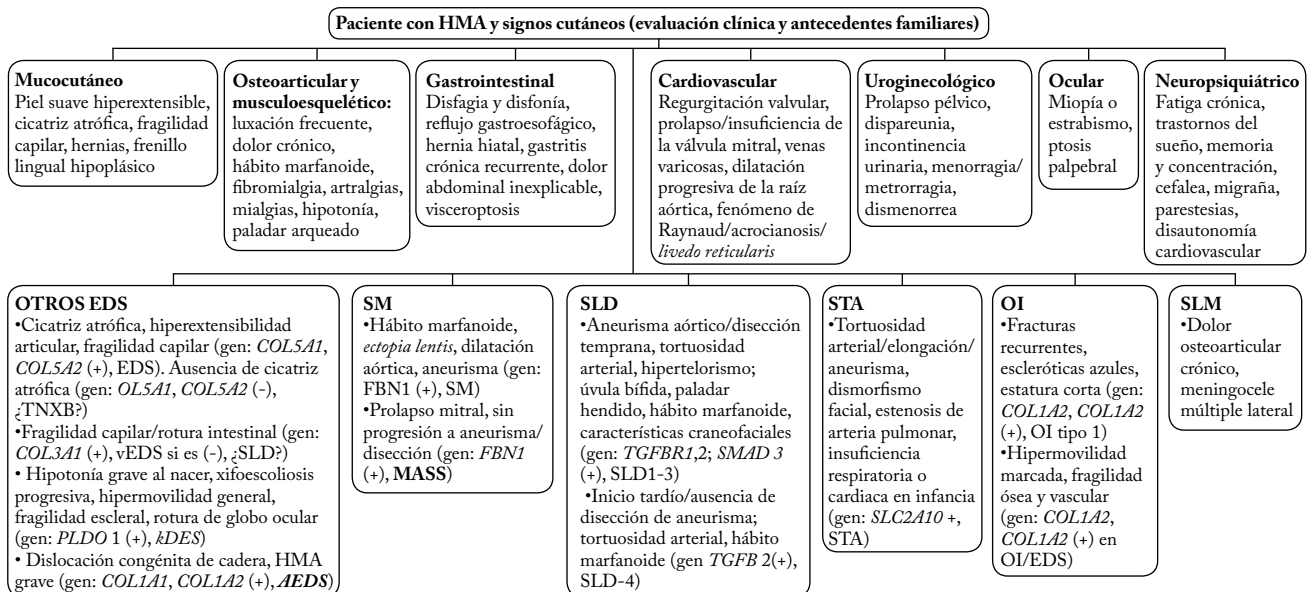 Paciente con HMA y signos cutáneos (evaluación clínica y antecedentes familiares)
Mucocutáneo
Piel suave hiperextensible,
cicatriz atrófica, fragilidad
capilar, hernias, frenillo
lingual hipoplásico
Osteoarticular y
musculoesquelético:
luxación frecuente,
dolor crónico,
hábito marfanoide,
fibromialgia, artralgias,
mialgias, hipotonía,
paladar arqueado
Gastrointestinal
Disfagia y disfonía,
reflujo gastroesofágico,
hernia hiatal, gastritis
crónica recurrente, dolor
abdominal inexplicable,
visceroptosis
Cardiovascular
Regurgitación valvular,
prolapso/insuficiencia de
la válvula mitral, venas
varicosas, dilatación
progresiva de la raíz
aórtica, fenómeno de
Raynaud/acrocianosis/
livedo reticularis
Uroginecológico
Prolapso pélvico,
dispareunia,
incontinencia
urinaria, menorragia/
metrorragia,
dismenorrea
Ocular
Miopía o
estrabismo,
ptosis
palpebral
Neuropsiquiátrico
Fatiga crónica,
trastornos del
sueño, memoria
y concentración,
cefalea, migraña,
parestesias,
disautonomía
cardiovascular
OTROS EDS
•Cicatriz atrófica, hiperextensibilidad
articular, fragilidad capilar (gen: COL5A1,
COL5A2 (+), EDS). Ausencia de cicatriz
atrófica (gen: OL5A1, COL5A2 (-),
¿TNXB?)
•Fragilidad capilar/rotura intestinal (gen:
COL3A1 (+), vEDS si es (-), ¿SLD?)
• Hipotonía grave al nacer, xifoescoliosis
progresiva, hipermovilidad general,
fragilidad escleral, rotura de globo ocular
(gen: PLDO 1 (+), kDES)
• Dislocación congénita de cadera, HMA
grave (gen: COL1A1, COL1A2 (+), AEDS)
SM
•Hábito marfanoide,
ectopia lentis, dilatación
aórtica, aneurisma (gen:
FBN1 (+), SM)
•Prolapso mitral, sin
progresión a aneurisma/
disección (gen: FBN1
(+), MASS)
SLD
•Aneurisma aórtico/disección
temprana, tortuosidad
arterial, hipertelorismo;
úvula bífida, paladar
hendido, hábito marfanoide,
características craneofaciales
(gen: TGFBR1,2; SMAD 3
(+), SLD1-3)
•Inicio tardío/ausencia de
disección de aneurisma;
tortuosidad arterial, hábito
marfanoide (gen TGFB 2(+),
SLD-4)
STA
•Tortuosidad
arterial/elongación/
aneurisma,
dismorfismo
facial, estenosis de
arteria pulmonar,
insuficiencia
respiratoria o
cardiaca en infancia
(gen: SLC2A10 +,
STA)
OI
•Fracturas
recurrentes,
escleróticas azules,
estatura corta (gen:
COL1A2, COL1A2
(+), OI tipo 1)
•Hipermovilidad
marcada, fragilidad
ósea y vascular
(gen: COL1A2,
COL1A2 (+) en
OI/EDS)
SLM
•Dolor
osteoarticular
crónico,
meningocele
múltiple lateral